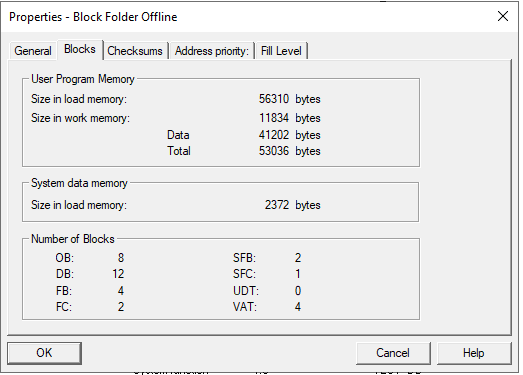 Properties - Block Folder Offline
General Blocks Checksums Address priority: Fill Level
User Program Memory
Size in load memory: 56310 bytes
Size in work memory: 11834 bytes
Data 41202 bytes
Total 53036 bytes
System data memory
Size in load memory: 2372 bytes
Number of Blocks
OB: 8 SFB: 2
DB: 12 SFC: 1
FB: 4 UDT: 0
FC: 2 VAT: 4
OK Cancel Help